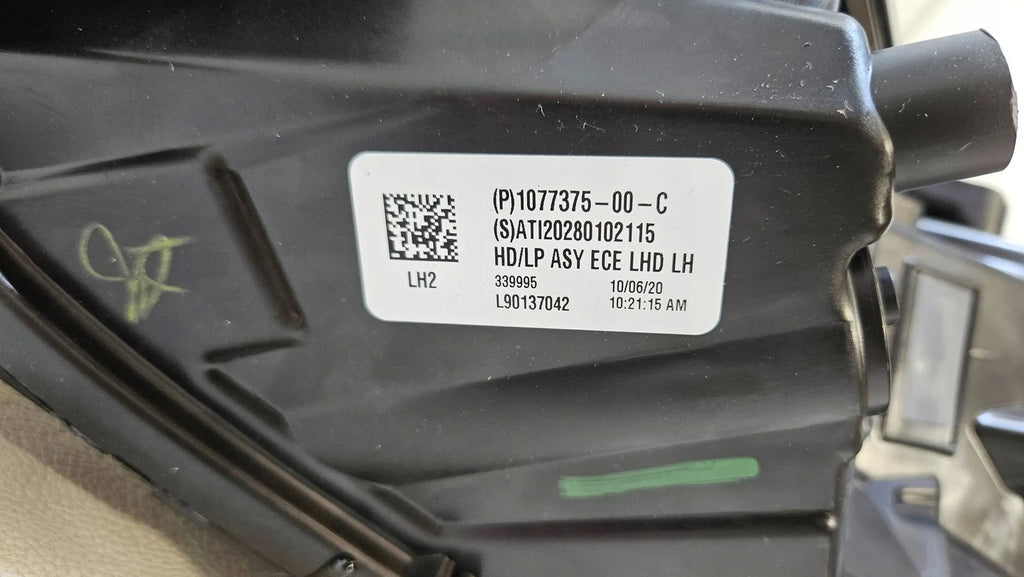 (P)1077375-00-C
(S)ATI20280102115
HD/LP ASY ECE LHD LH
LH2
339995 10/06/20
L90137042 10:21:15 AM